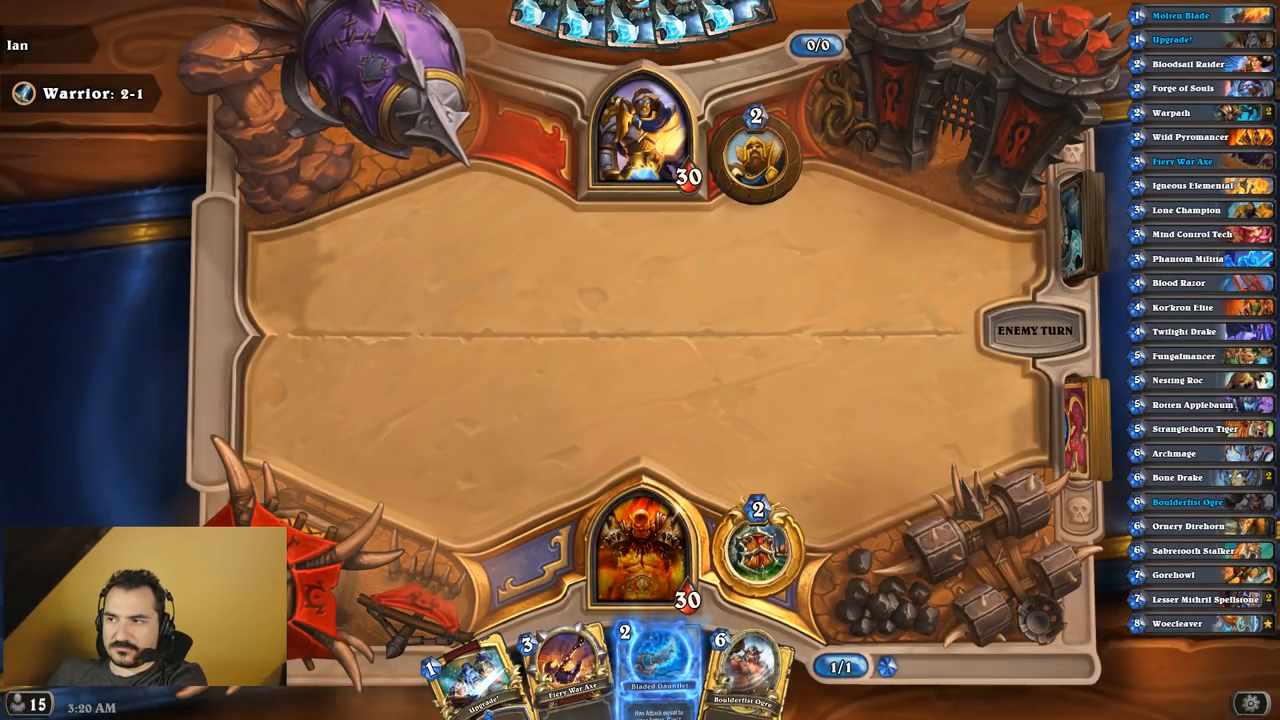 Ian
Warrior: 2-1
0/0
2
30
ENEMY TURN
2
30
1/1
1
Upgrade!
3
Fiery War Axe
2
Bladed Gauntlet
Has Attack equal to
6
Boulderfist Ogre
15
3:20 AM
1 Molten Blade
1 Upgrade!
2 Bloodsail Raider
2 Forge of Souls
2 Warpath 2
2 Wild Pyromancer
3 Fiery War Axe
3 Igneous Elemental
3 Lone Champion
3 Mind Control Tech
3 Phantom Militia
4 Blood Razor
4 Kor'kron Elite
4 Twilight Drake
5 Fungalmancer
5 Nesting Roc
5 Rotten Applebaum
5 Stranglethorn Tiger
6 Archmage
6 Bone Drake 2
6 Boulderfist Ogre
6 Ornery Direhorn
6 Sabretooth Stalker
7 Gorehowl
7 Lesser Mithril Spellstone 2
8 Woecleaver